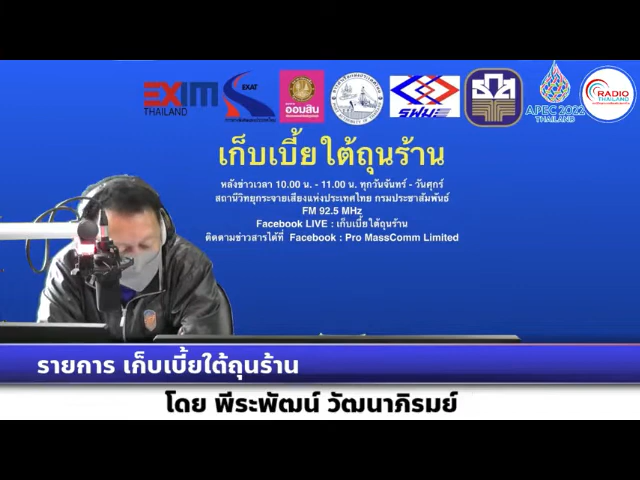 EXIM
THAILAND
EXAT
ออมสิน
รฟม
ธกส
APEC 2022
THAILAND
RADIO
THAILAND
เก็บเบี้ยใต้ถุนร้าน
หลังข่าวเวลา 10.00 น. - 11.00 น. ทุกวันจันทร์ - วันศุกร์
สถานีวิทยุกระจายเสียงแห่งประเทศไทย กรมประชาสัมพันธ์
FM 92.5 MHz
Facebook LIVE : เก็บเบี้ยใต้ถุนร้าน
ติดตามข่าวสารได้ที่ Facebook : Pro MassComm Limited
รายการ เก็บเบี้ยใต้ถุนร้าน
โดย พีระพัฒน์ วัฒนาภิรมย์